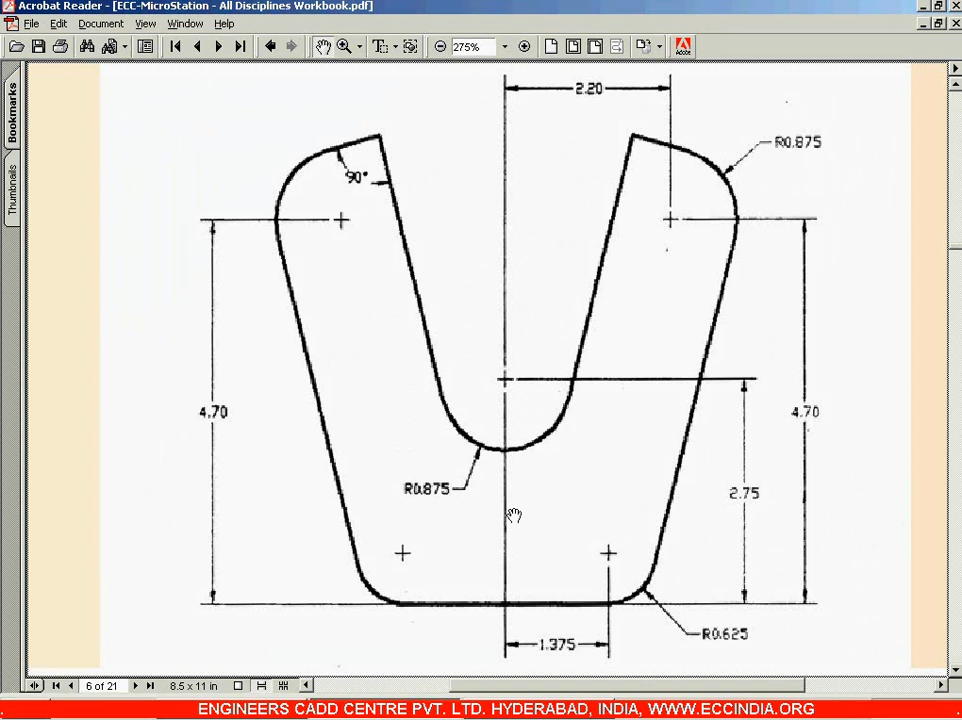 Acrobat Reader - [ECC-MicroStation - All Disciplines Workbook.pdf]
File Edit Document View Window Help
275%
Bookmarks
Thumbnails
2.20
R0.875
90°
4.70
4.70
R0.875
2.75
R0.625
1.375
6 of 21
8.5 x 11 in
ENGINEERS CADD CENTRE PVT. LTD. HYDERABAD, INDIA, WWW.ECCINDIA.ORG